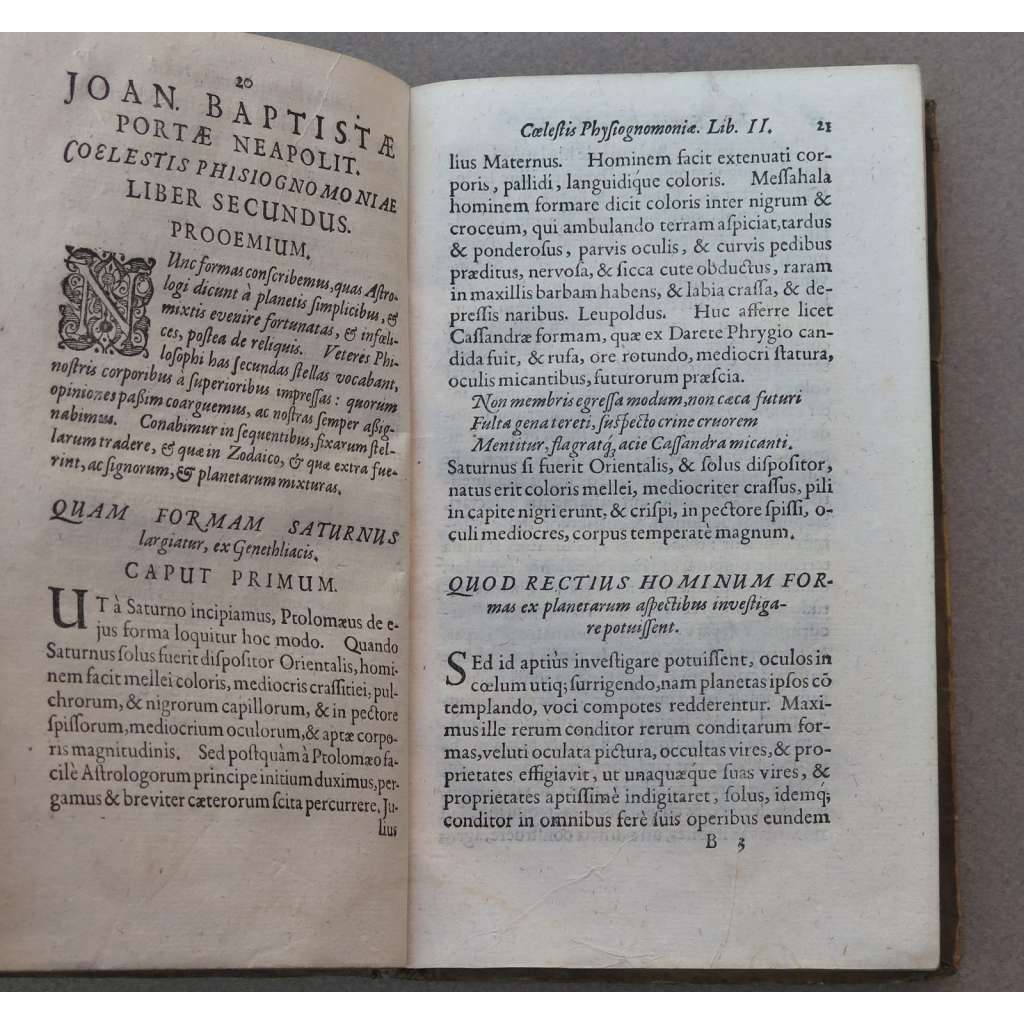 20
JOAN. BAPTISTÆ
PORTÆ NEAPOLIT.
COELESTIS PHISIOGNOMONIAE
LIBER SECUNDUS.
PROOEMIUM.
NUnc formas conſcribemus, quas Aſtro-
logi dicunt à planetis ſimplicibus, &
mixtis evenire fortunatas, & infœli-
ces, poſtea de reliquis. Veteres Phi-
loſophi has ſecundas ſtellas vocabant,
noſtris corporibus à ſuperioribus impreſſas: quorum
opiniones paßim coarguemus, ac noſtras ſemper aßig-
nabimus. Conabimur in ſequentibus, fixarum ſtel-
larum tradere, & quæ in Zodaico, & quæ extra fue-
rint, ac ſignorum, & planetarum mixturas.
QUAM FORMAM SATURNUS
largiatur, ex Genethliacis.
CAPUT PRIMUM.
UT à Saturno incipiamus, Ptolomæus de e-
jus forma loquitur hoc modo. Quando
Saturnus ſolus fuerit diſpoſitor Orientalis, homi-
nem facit mellei coloris, mediocris craſſitiei, pul-
chrorum, & nigrorum capillorum, & in pectore
ſpiſſorum, mediocrium oculorum, & aptæ corpo-
ris magnitudinis. Sed poſtquàm à Ptolomæo fa-
cilè Aſtrologorum principe initium duximus, per-
gamus & breviter cæterorum ſcita percurrere. Ju-
lius
Cœleſtis Phyſiognomoniæ. Lib. II. 21
lius Maternus. Hominem facit extenuati cor-
poris, pallidi, languidiq́ue coloris. Meſſahala
hominem formare dicit coloris inter nigrum &
croceum, qui ambulando terram aſpiciat, tardus
& ponderoſus, parvis oculis, & curvis pedibus
præditus, nervoſa, & ſicca cute obductus, raram
in maxillis barbam habens, & labia craſſa, & de-
preſſis naribus. Leupoldus. Huc afferre licet
Caſſandræ formam, quæ ex Darete Phrygio can-
dida fuit, & rufa, ore rotundo, mediocri ſtatura,
oculis micantibus, futurorum præſcia.
Non membris egreſſa modum, non cæca futuri
Fulta gena tereti, ſuſpecto crine cruorem
Mentitur, flagratq́ acie Caſſandra micanti.
Saturnus ſi fuerit Orientalis, & ſolus diſpoſitor,
natus erit coloris mellei, mediocriter craſſus, pili
in capite nigri erunt, & criſpi, in pectore ſpiſſi, o-
culi mediocres, corpus temperatè magnum.
QUOD RECTIUS HOMINUM FOR-
mas ex planetarum aſpectibus inveſtiga-
re potuiſſent.
SEd id aptiùs inveſtigare potuiſſent, oculos in
cœlum utiq; ſurrigendo, nam planetas ipſos cõ
templando, voci compotes redderentur. Maxi-
mus ille rerum conditor rerum conditarum for-
mas, veluti oculata pictura, occultas vires, & pro-
prietates effigiavit, ut unaquæque ſuas vires, &
proprietates aptiſſimè indigitaret, ſolus, idemq;
conditor in omnibus ferè ſuis operibus eundem
B 3